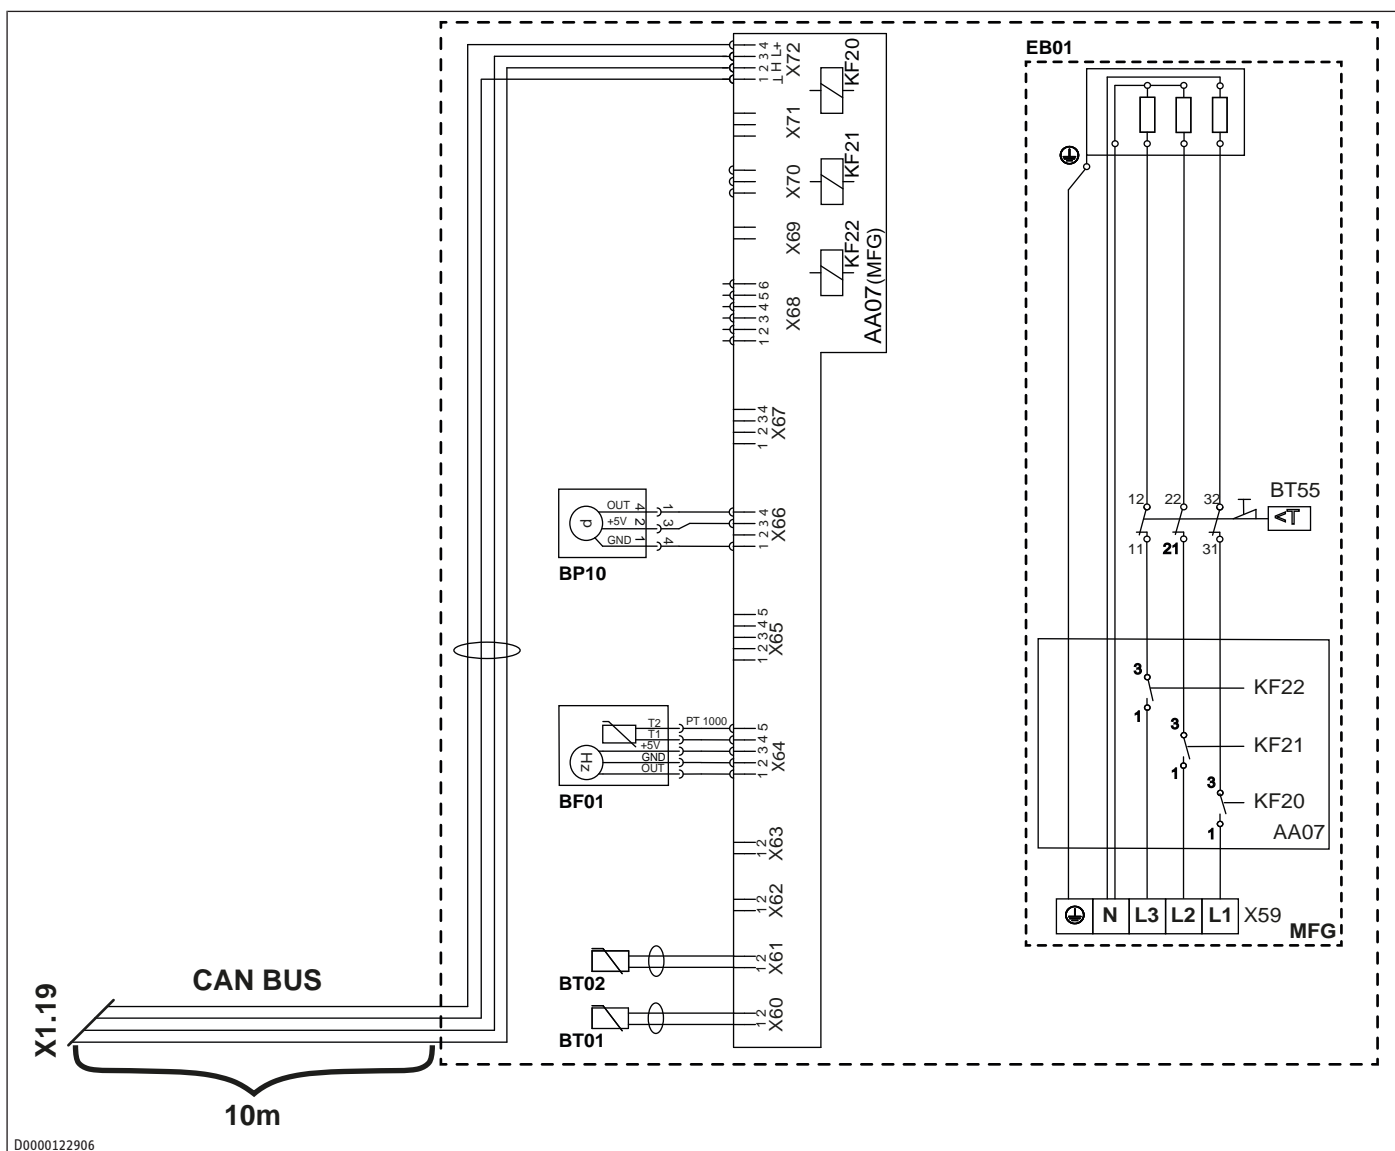 EB01
4 L+
3
2 H
1 ⊥
X72
KF20
X71
KF21
X70
X69
KF22
AA07 (MFG)
6
5
4
3
2
1
X68
4
3
2
1
X67
12
22
32
BT55
<T
11
21
31
OUT 4 1
+5V 2 3
GND 1 4
p
4
3
2
1
X66
BP10
5
4
3
2
1
X65
3
KF22
1
3
KF21
1
3
KF20
1
AA07
T2 PT 1000
T1
+5V
GND
OUT
Hz
5
4
3
2
1
X64
BF01
2
1
X63
2
1
X62
N L3 L2 L1 X59
MFG
2
1
X61
BT02
2
1
X60
BT01
CAN BUS
X1.19
10m
D0000122906